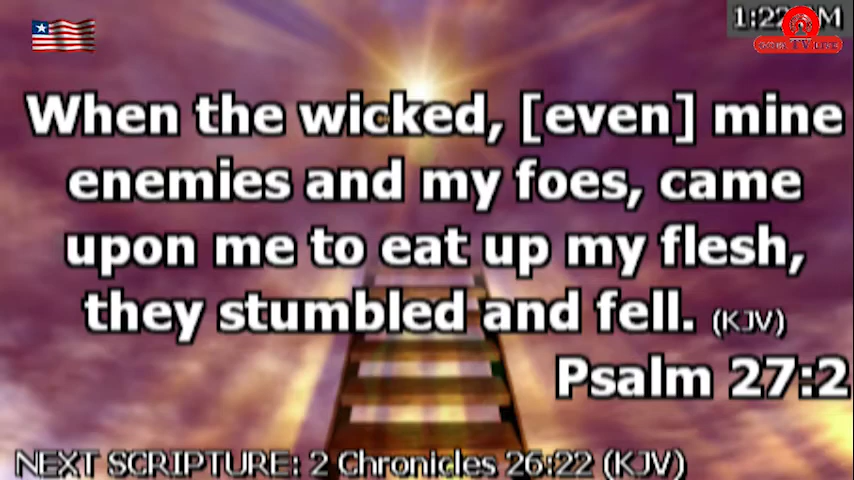 TV
When the wicked, [even] mine
enemies and my foes, came
upon me to eat up my flesh,
they stumbled and fell. (KJV)
Psalm 27:2
NEXT SCRIPTURE: 2 Chronicles 26:22 (KJV)